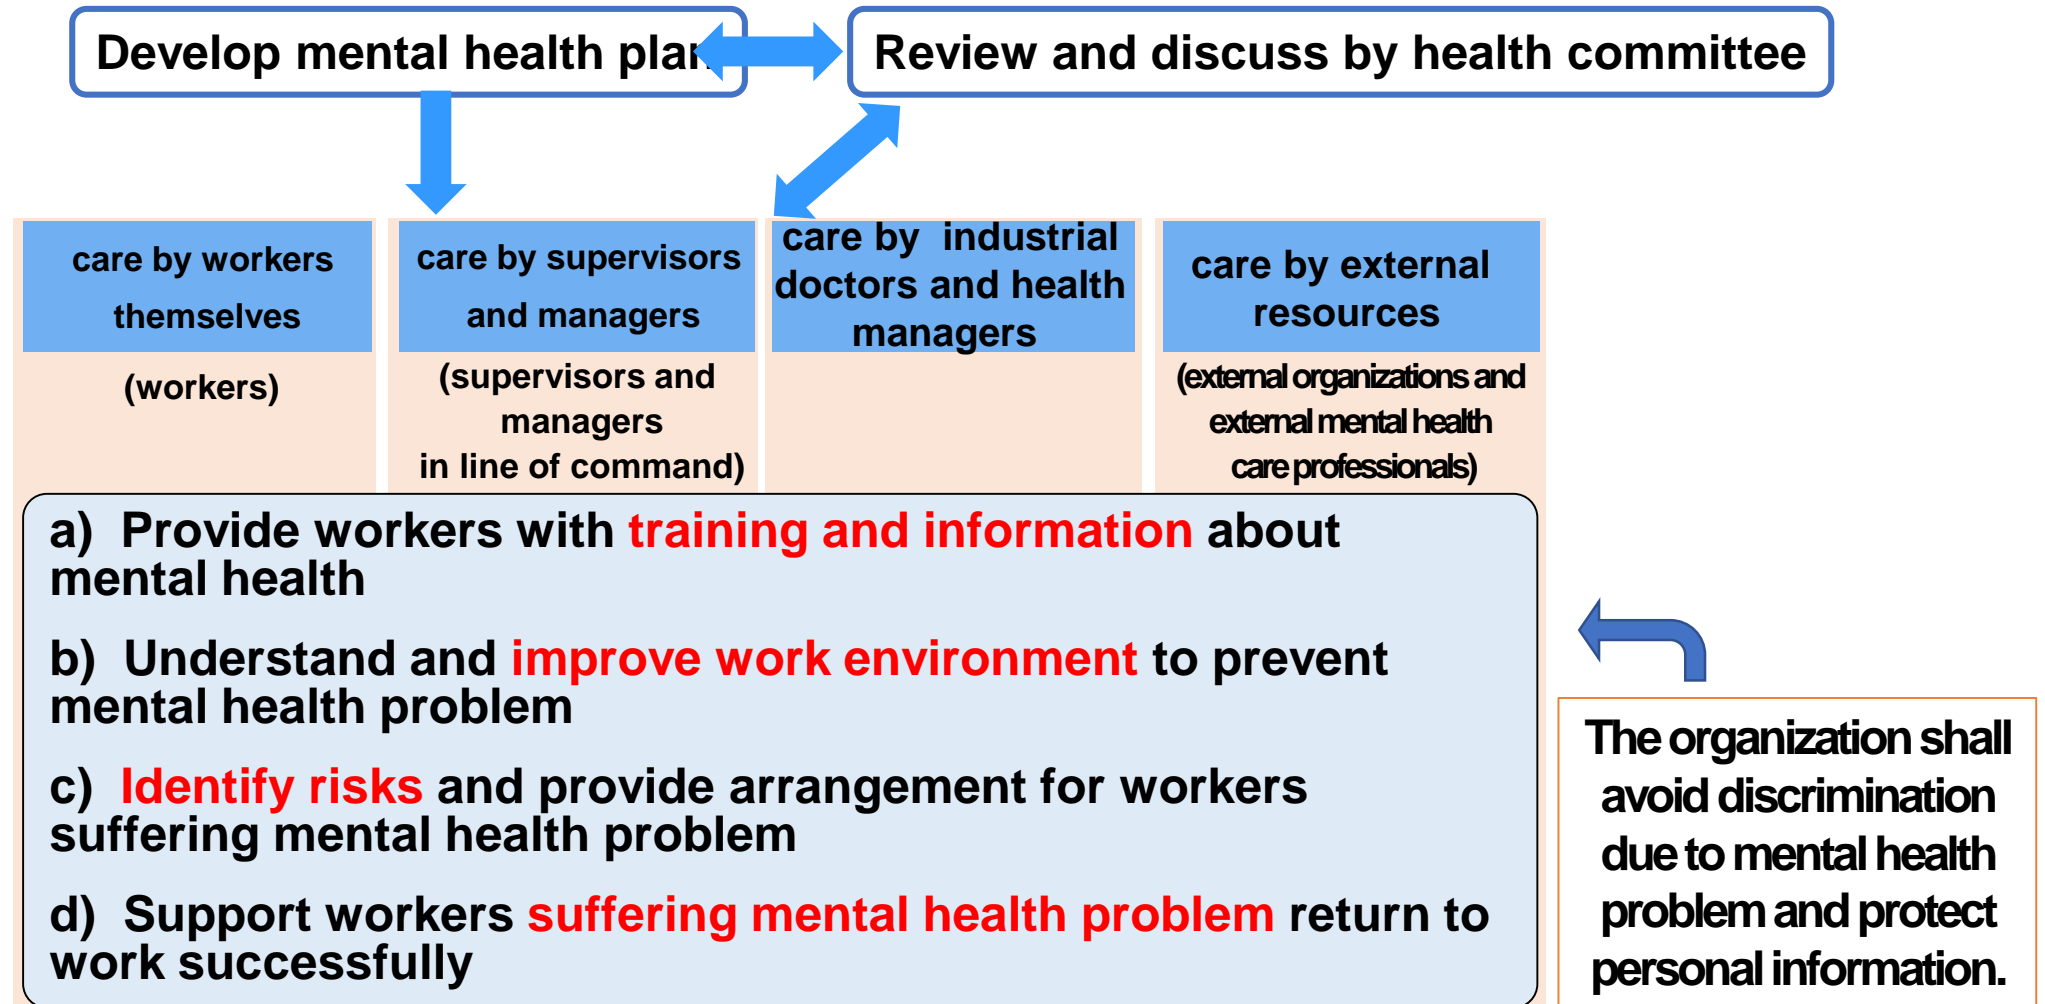 Develop mental health plan
Review and discuss by health committee
care by workers
themselves
(workers)
care by supervisors
and managers
(supervisors and
managers
in line of command)
care by  industrial
doctors and health
managers
care by external
resources
(external organizations and
external mental health
care professionals)
a)  Provide workers with training and information about
mental health
b)  Understand and improve work environment to prevent
mental health problem
c)  Identify risks and provide arrangement for workers
suffering mental health problem
d)  Support workers suffering mental health problem return to
work successfully
The organization shall
avoid discrimination
due to mental health
problem and protect
personal information.